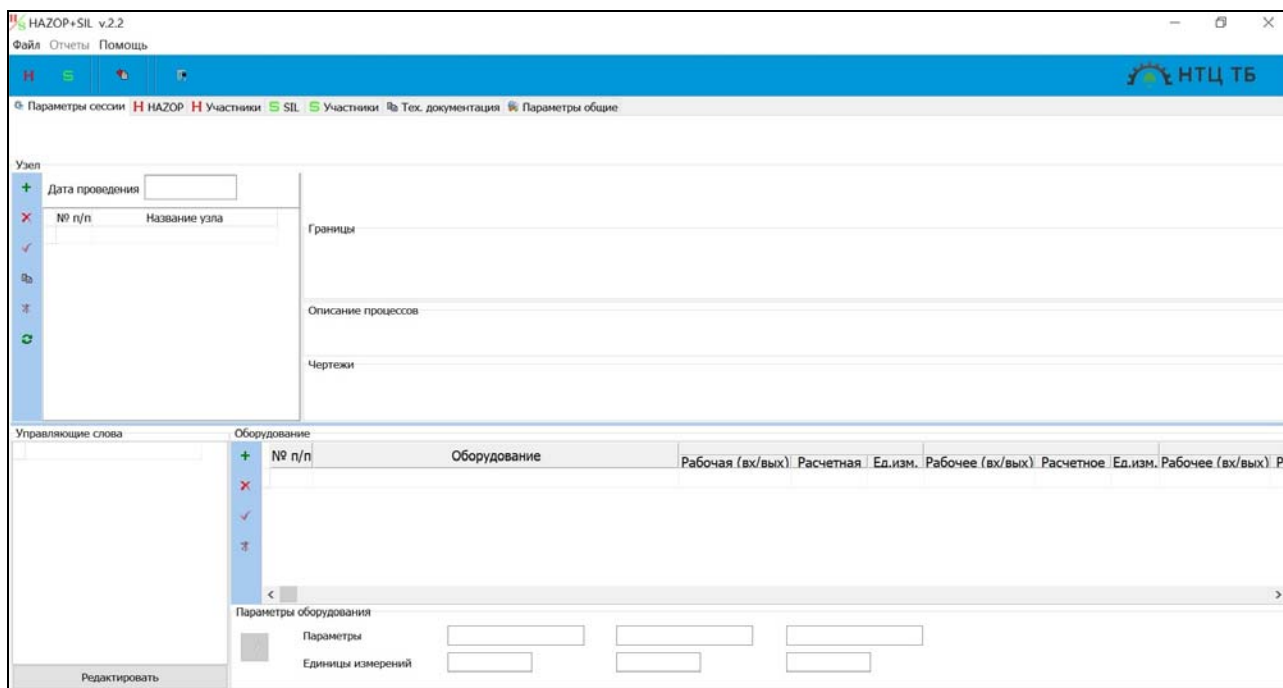 HAZOP+SIL v.2.2
Файл Отчеты Помощь
H S
НТЦ ТБ
Параметры сессии H HAZOP H Участники S SIL S Участники Тех. документация Параметры общие
Узел
Дата проведения
№ п/п Название узла
Границы
Описание процессов
Чертежи
Управляющие слова
Оборудование
№ п/п Оборудование Рабочая (вх/вых) Расчетная Ед.изм. Рабочее (вх/вых) Расчетное Ед.изм. Рабочее (вх/вых) Р
Параметры оборудования
Параметры
Единицы измерений
Редактировать